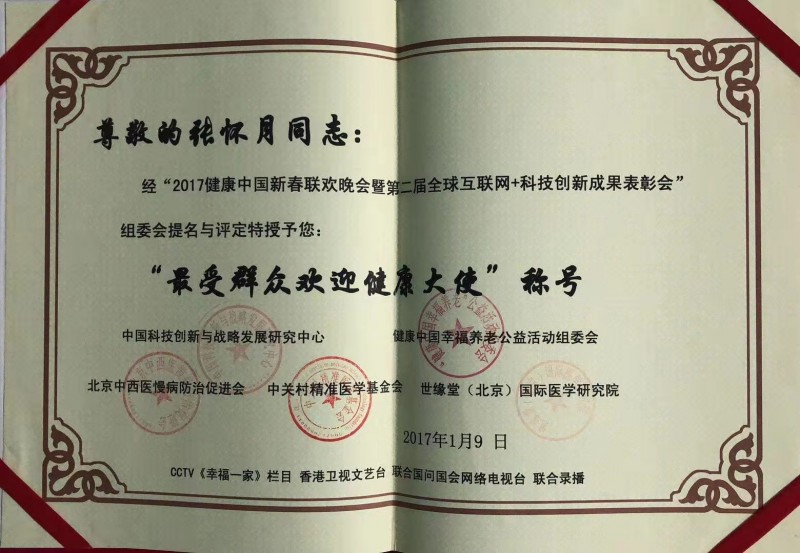 尊敬的张怀月同志：
经“2017健康中国新春联欢晚会暨第二届全球互联网+科技创新成果表彰会”
组委会提名与评定特授予您：
“最受群众欢迎健康大使”称号
中国科技创新与战略发展研究中心 健康中国幸福养老公益活动组委会
北京中西医慢病防治促进会 中关村精准医学基金会 世缘堂（北京）国际医学研究院
2017年1月9日
CCTV《幸福一家》栏目 香港卫视文艺台 联合国问国会网络电视台 联合录播